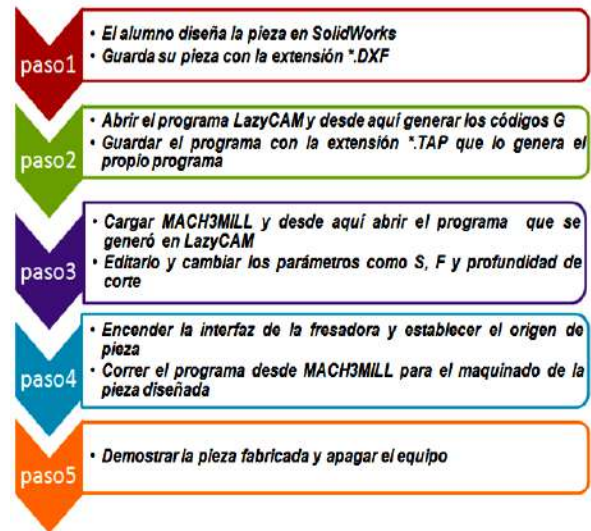 paso1
• El alumno diseña la pieza en SolidWorks
• Guarda su pieza con la extensión *.DXF
paso2
• Abrir el programa LazyCAM y desde aquí generar los códigos G
• Guardar el programa con la extensión *.TAP que lo genera el
propio programa
paso3
• Cargar MACH3MILL y desde aquí abrir el programa que se
generó en LazyCAM
• Editarlo y cambiar los parámetros como S, F y profundidad de
corte
paso4
• Encender la interfaz de la fresadora y establecer el origen de
pieza
• Correr el programa desde MACH3MILL para el maquinado de la
pieza diseñada
paso5
• Demostrar la pieza fabricada y apagar el equipo